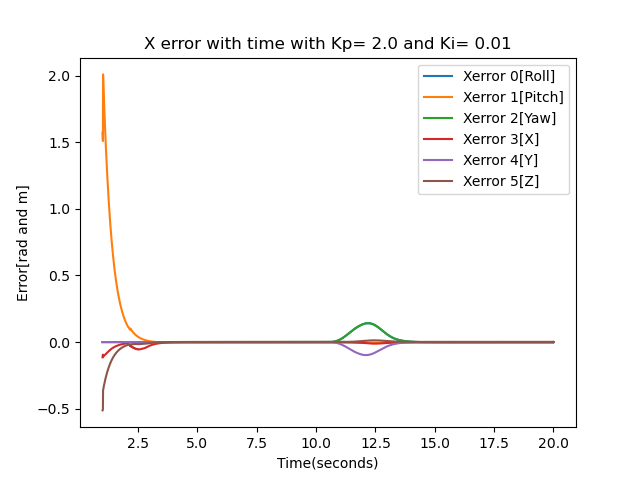 X error with time with Kp= 2.0 and Ki= 0.01
Xerror 0[Roll]
Xerror 1[Pitch]
Xerror 2[Yaw]
Xerror 3[X]
Xerror 4[Y]
Xerror 5[Z]
Error[rad and m]
2.0
1.5
1.0
0.5
0.0
−0.5
2.5 5.0 7.5 10.0 12.5 15.0 17.5 20.0
Time(seconds)